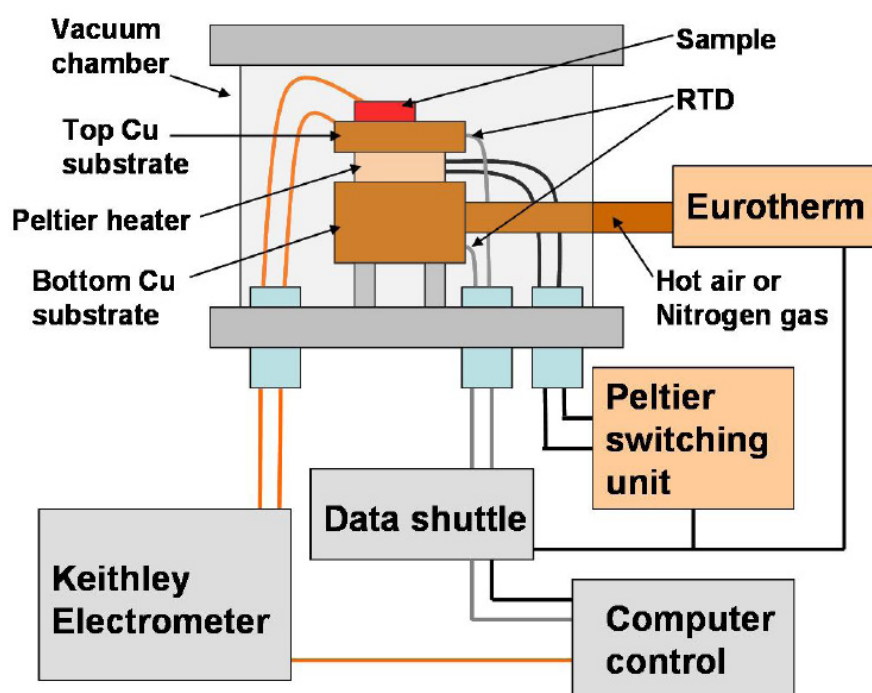 Vacuum
chamber
Sample
RTD
Top Cu
substrate
Peltier heater
Eurotherm
Bottom Cu
substrate
Hot air or
Nitrogen gas
Peltier
switching
unit
Data shuttle
Keithley
Electrometer
Computer
control